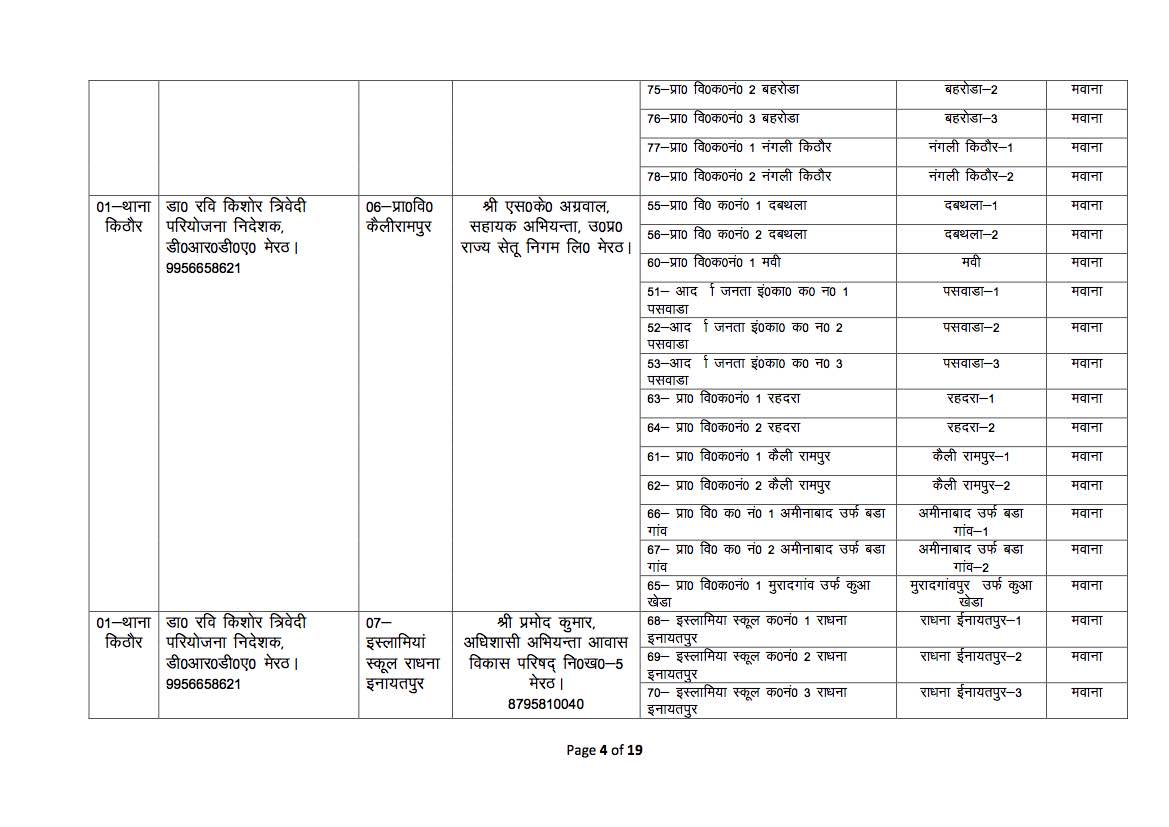 75–प्रा0 वि0क0नं0 2 बहरोडा बहरोडा–2 मवाना
76–प्रा0 वि0क0नं0 3 बहरोडा बहरोडा–3 मवाना
77–प्रा0 वि0क0नं0 1 नंगली किठौर नंगली किठौर–1 मवाना
78–प्रा0 वि0क0नं0 2 नंगली किठौर नंगली किठौर–2 मवाना
01–थाना
किठौर
डा0 रवि किशोर त्रिवेदी
परियोजना निदेशक,
डी0आर0डी0ए0 मेरठ।
9956658621
06–प्रा0वि0
कैलीरामपुर
श्री एस0के0 अग्रवाल,
सहायक अभियन्ता, उ0प्र0
राज्य सेतू निगम लि0 मेरठ।
55–प्रा0 वि0 क0नं0 1 दबथला दबथला–1 मवाना
56–प्रा0 वि0 क0नं0 2 दबथला दबथला–2 मवाना
60–प्रा0 वि0क0नं0 1 मवी मवी मवाना
51– आद र्ा जनता इं0का0 क0 न0 1
पसवाडा
पसवाडा–1 मवाना
52–आद र्ा जनता इं0का0 क0 न0 2
पसवाडा
पसवाडा–2 मवाना
53–आद र्ा जनता इं0का0 क0 न0 3
पसवाडा
पसवाडा–3 मवाना
63– प्रा0 वि0क0नं0 1 रहदरा रहदरा–1 मवाना
64– प्रा0 वि0क0नं0 2 रहदरा रहदरा–2 मवाना
61– प्रा0 वि0क0नं0 1 कैली रामपुर कैली रामपुर–1 मवाना
62– प्रा0 वि0क0नं0 2 कैली रामपुर कैली रामपुर–2 मवाना
66– प्रा0 वि0 क0 नं0 1 अमीनाबाद उर्फ बडा
गांव
अमीनाबाद उर्फ बडा
गांव–1
मवाना
67– प्रा0 वि0 क0 नं0 2 अमीनाबाद उर्फ बडा
गांव
अमीनाबाद उर्फ बडा
गांव–2
मवाना
65– प्रा0 वि0क0नं0 1 मुरादगांव उर्फ कुआ
खेडा
मुरादगांवपुर उर्फ कुआ
खेडा
मवाना
01–थाना
किठौर
डा0 रवि किशोर त्रिवेदी
परियोजना निदेशक,
डी0आर0डी0ए0 मेरठ।
9956658621
07–
इस्लामियां
स्कूल राधना
इनायतपुर
श्री प्रमोद कुमार,
अधिशासी अभियन्ता आवास
विकास परिषद् नि0ख0–5
मेरठ।
8795810040
68– इस्लामिया स्कूल क0नं0 1 राधना
इनायतपुर
राधना ईनायतपुर–1 मवाना
69– इस्लामिया स्कूल क0नं0 2 राधना
इनायतपुर
राधना ईनायतपुर–2 मवाना
70– इस्लामिया स्कूल क0नं0 3 राधना
इनायतपुर
राधना ईनायतपुर–3 मवाना
Page 4 of 19